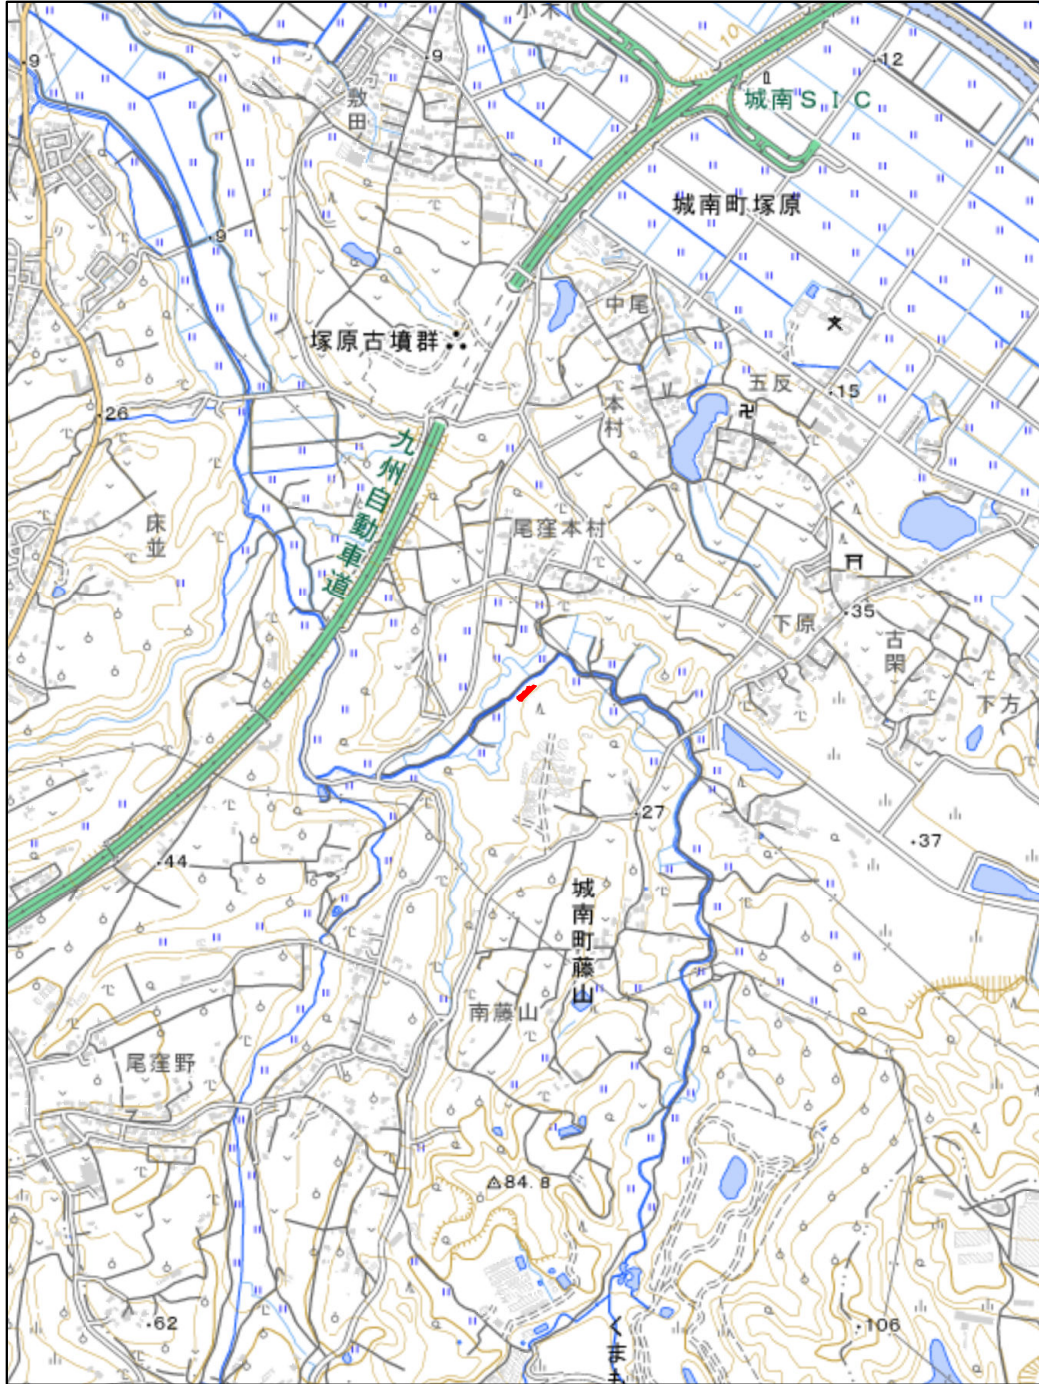 小木
9
9
10
12
敷田
城南SIC
城南町塚原
9
中尾
塚原古墳群
五反
本村
15
26
九州自動車道
床並
尾窪本村
下原
35
古閑
下方
27
37
44
城南町藤山
南藤山
尾窪野
84.8
62
106
くまも